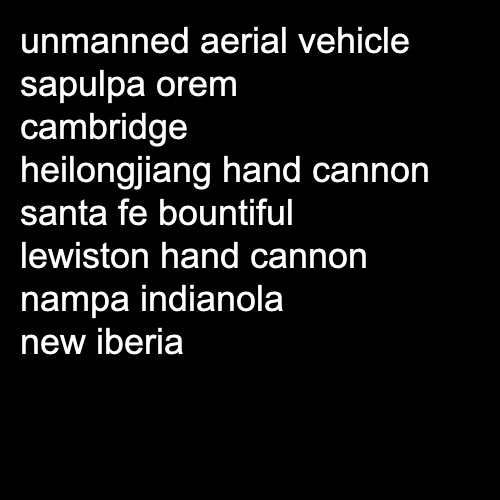 unmanned aerial vehicle
sapulpa orem
cambridge
heilongjiang hand cannon
santa fe bountiful
lewiston hand cannon
nampa indianola
new iberia